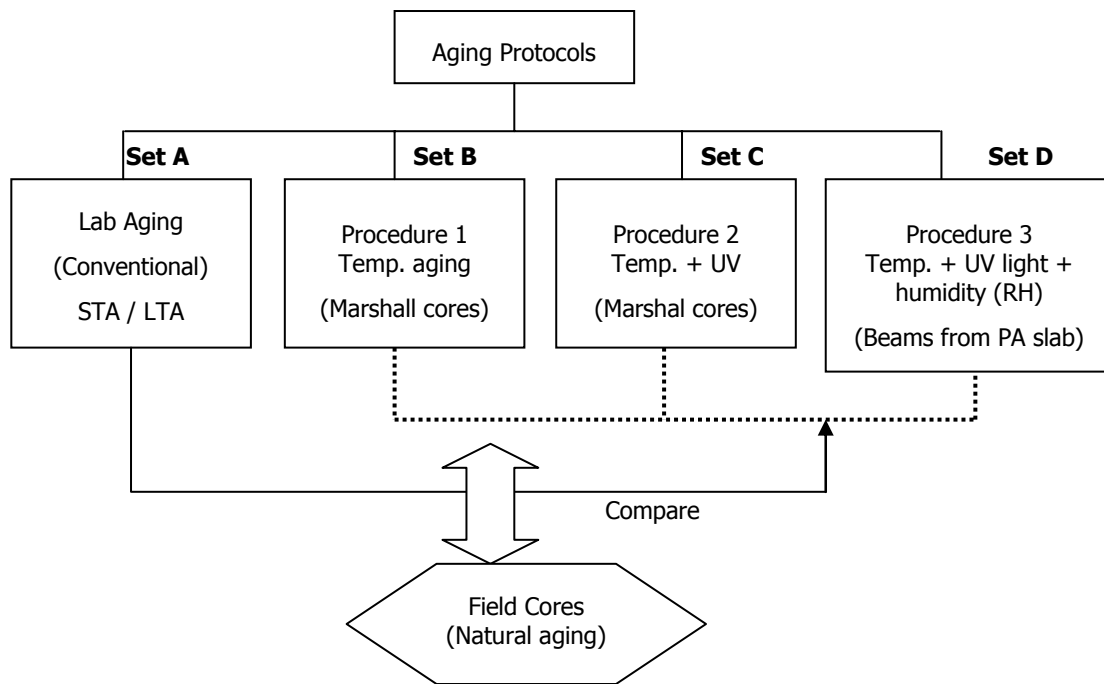 Aging Protocols
Set A
Set B
Set C
Set D
Lab Aging
(Conventional)
STA / LTA
Procedure 1
Temp. aging
(Marshall cores)
Procedure 2
Temp. + UV
(Marshal cores)
Procedure 3
Temp. + UV light +
humidity (RH)
(Beams from PA slab)
Compare
Field Cores
(Natural aging)